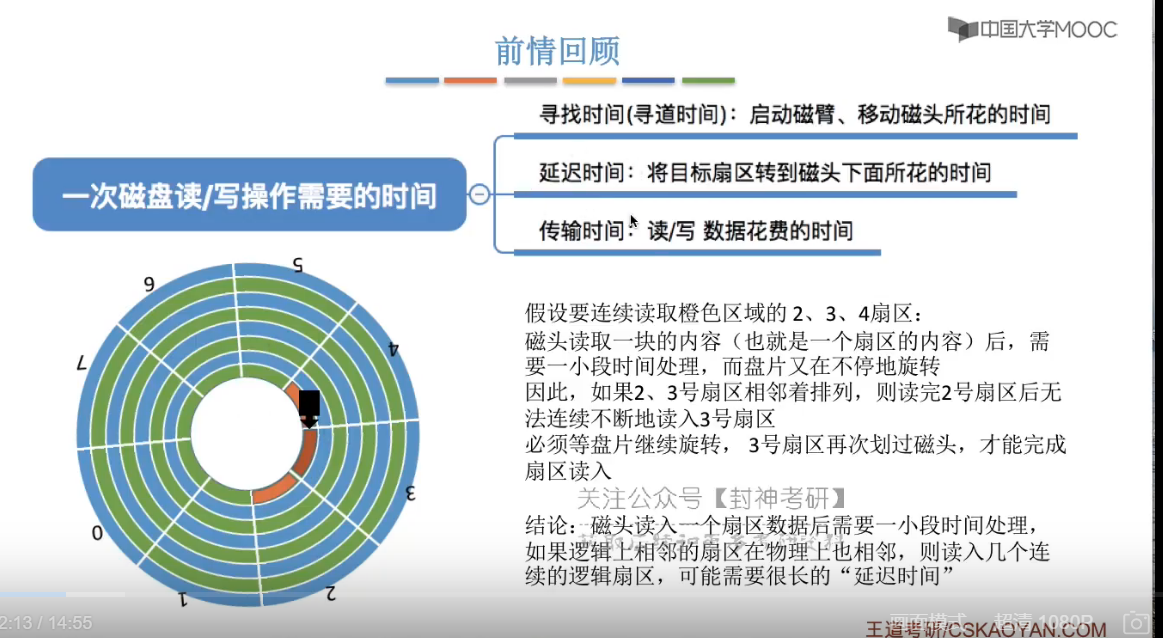 中国大学MOOC
前情回顾
一次磁盘读/写操作需要的时间
寻找时间(寻道时间)：启动磁臂、移动磁头所花的时间
延迟时间：将目标扇区转到磁头下面所花的时间
传输时间：读/写 数据花费的时间
5
6
4
7
3
0
2
1
假设要连续读取橙色区域的 2、3、4扇区：
磁头读取一块的内容（也就是一个扇区的内容）后，需
要一小段时间处理，而盘片又在不停地旋转
因此，如果2、3号扇区相邻着排列，则读完2号扇区后无
法连续不断地读入3号扇区
必须等盘片继续旋转， 3号扇区再次划过磁头，才能完成
扇区读入
关注公众号【封神考研】
结论：磁头读入一个扇区数据后需要一小段时间处理，
如果逻辑上相邻的扇区在物理上也相邻，则读入几个连
续的逻辑扇区，可能需要很长的“延迟时间”
2:13 / 14:55
画面模式
超清 1080P
王道考研/CSKAOYAN.COM